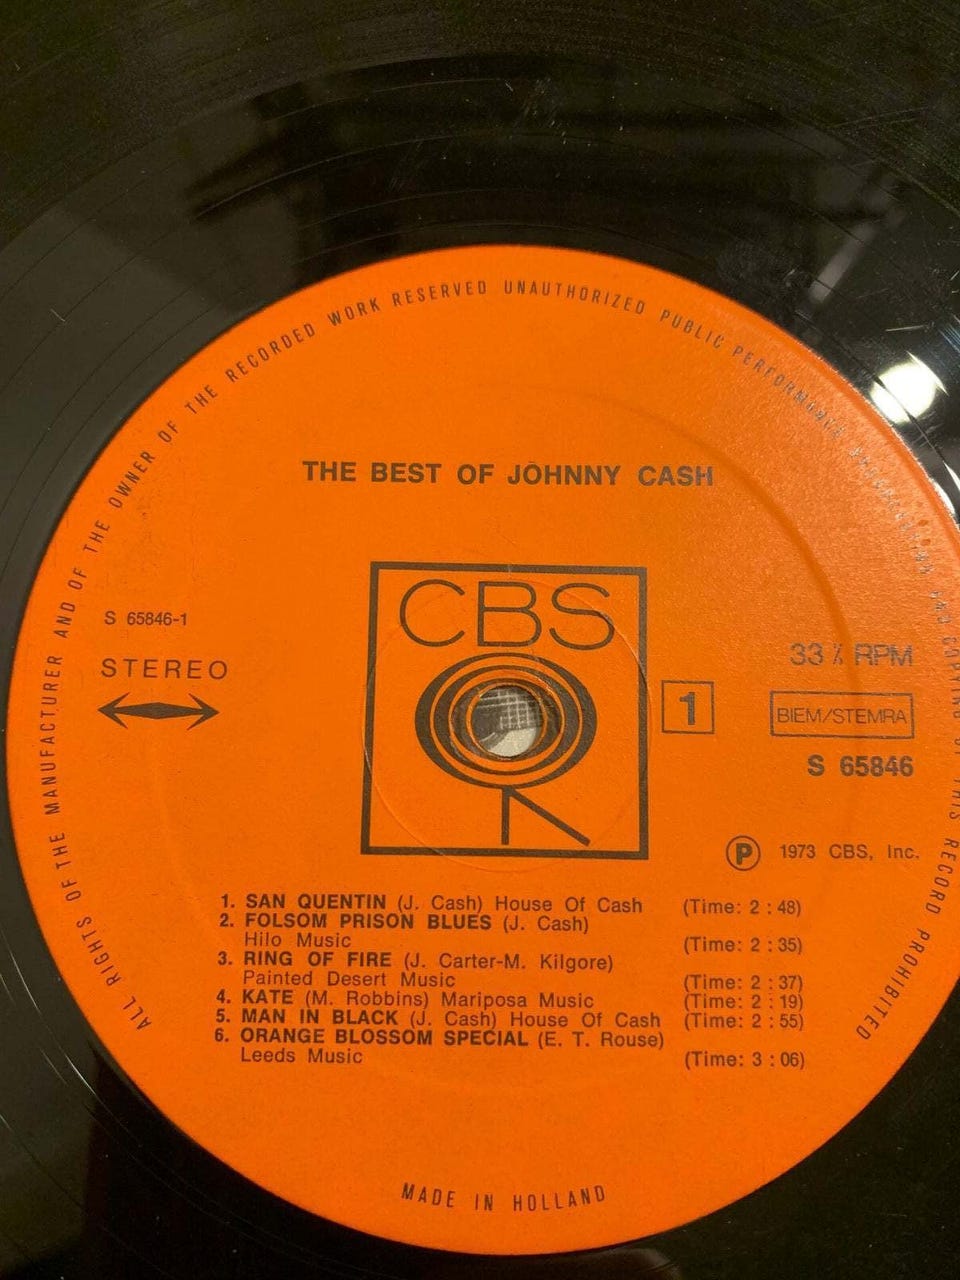 ALL RIGHTS OF THE MANUFACTURER AND OF THE OWNER OF THE RECORDED WORK RESERVED UNAUTHORIZED PUBLIC PERFORMANCE BROADCASTING AND COPYING OF THIS RECORD PROHIBITED
THE BEST OF JOHNNY CASH
CBS
S 65846-1
STEREO
1
33⅓ RPM
BIEM/STEMRA
S 65846
Ⓟ 1973 CBS, Inc.
1. SAN QUENTIN (J. Cash) House Of Cash (Time: 2:48)
2. FOLSOM PRISON BLUES (J. Cash)
Hilo Music (Time: 2:35)
3. RING OF FIRE (J. Carter-M. Kilgore)
Painted Desert Music (Time: 2:37)
4. KATE (M. Robbins) Mariposa Music (Time: 2:19)
5. MAN IN BLACK (J. Cash) House Of Cash (Time: 2:55)
6. ORANGE BLOSSOM SPECIAL (E. T. Rouse)
Leeds Music (Time: 3:06)
MADE IN HOLLAND